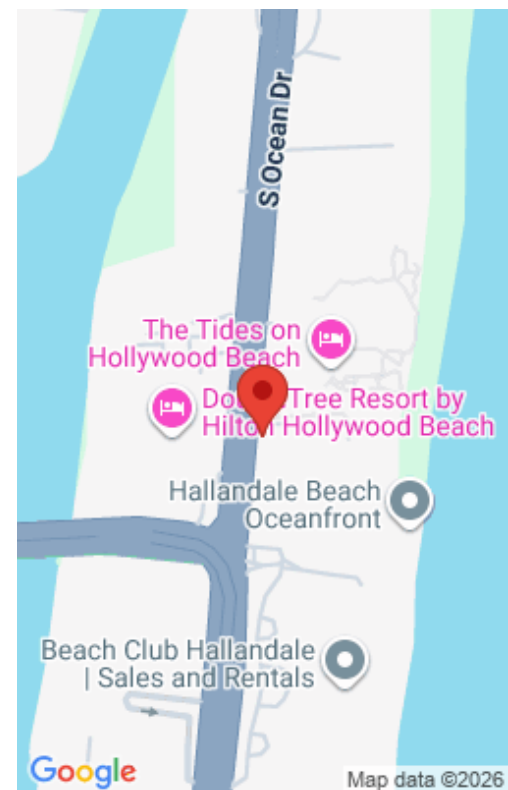 S Ocean Dr
The Tides on
Hollywood Beach
Tree Resort by
Hilton Hollywood Beach
Hallandale Beach
Oceanfront
Beach Club Hallandale
| Sales and Rentals
Google
Map data ©2026